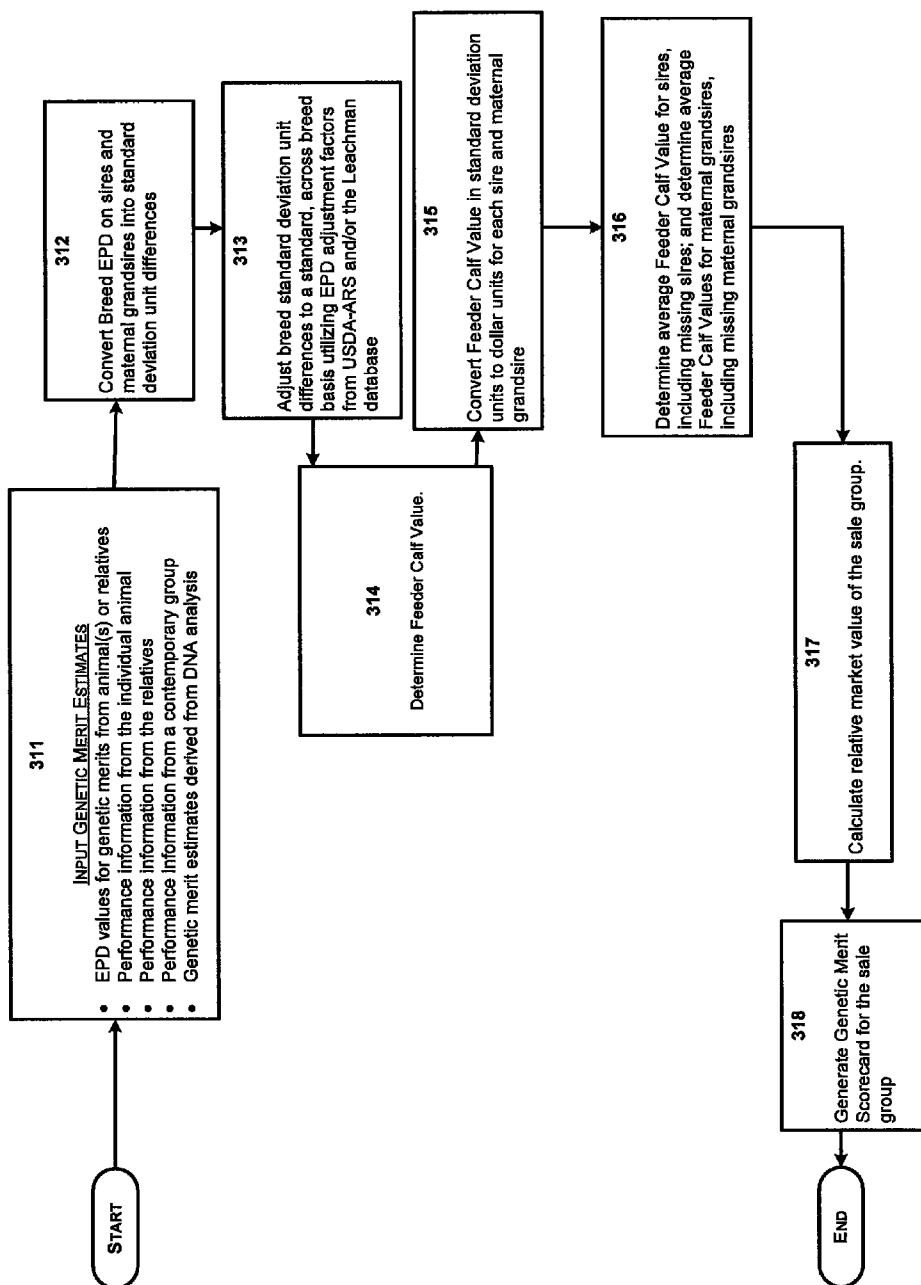 START
311
INPUT GENETIC MERIT ESTIMATES
• EPD values for genetic merits from animal(s) or relatives
• Performance information from the individual animal
• Performance information from the relatives
• Performance information from a contemporary group
• Genetic merit estimates derived from DNA analysis
312
Convert Breed EPD on sires and
maternal grandsires into standard
deviation unit differences
313
Adjust breed standard deviation unit
differences to a standard, across breed
basis utilizing EPD adjustment factors
from USDA-ARS and/or the Leachman
database
314
Determine Feeder Calf Value.
315
Convert Feeder Calf Value in standard deviation
units to dollar units for each sire and maternal
grandsire
316
Determine average Feeder Calf Value for sires,
including missing sires; and determine average
Feeder Calf Values for maternal grandsires,
including missing maternal grandsires
317
Calculate relative market value of the sale group.
318
Generate Genetic Merit
Scorecard for the sale
group
END